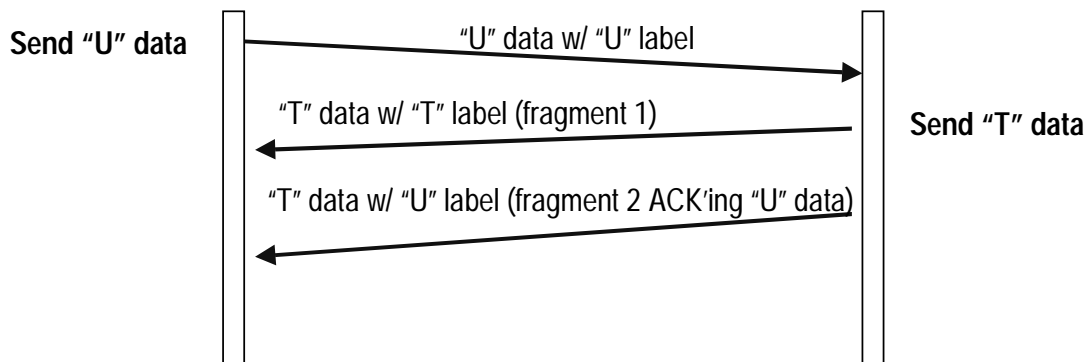 Send “U” data
“U” data w/ “U” label
“T” data w/ “T” label (fragment 1)
Send “T” data
“T” data w/ “U” label (fragment 2 ACK’ing “U” data)